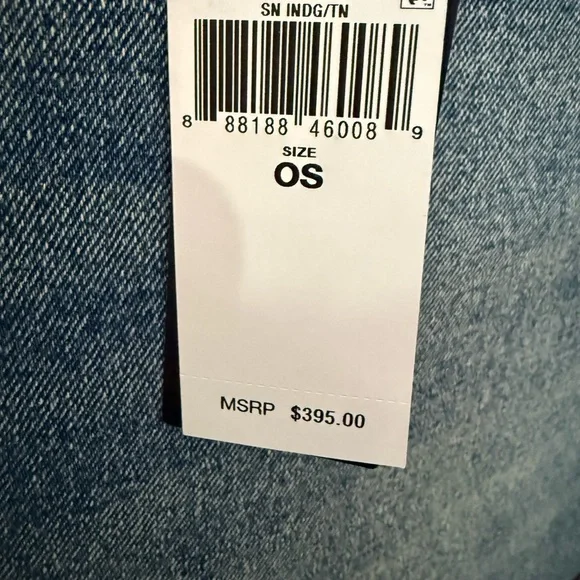 SN INDG/TN
8 88188 46008 9
SIZE
OS
MSRP $395.00